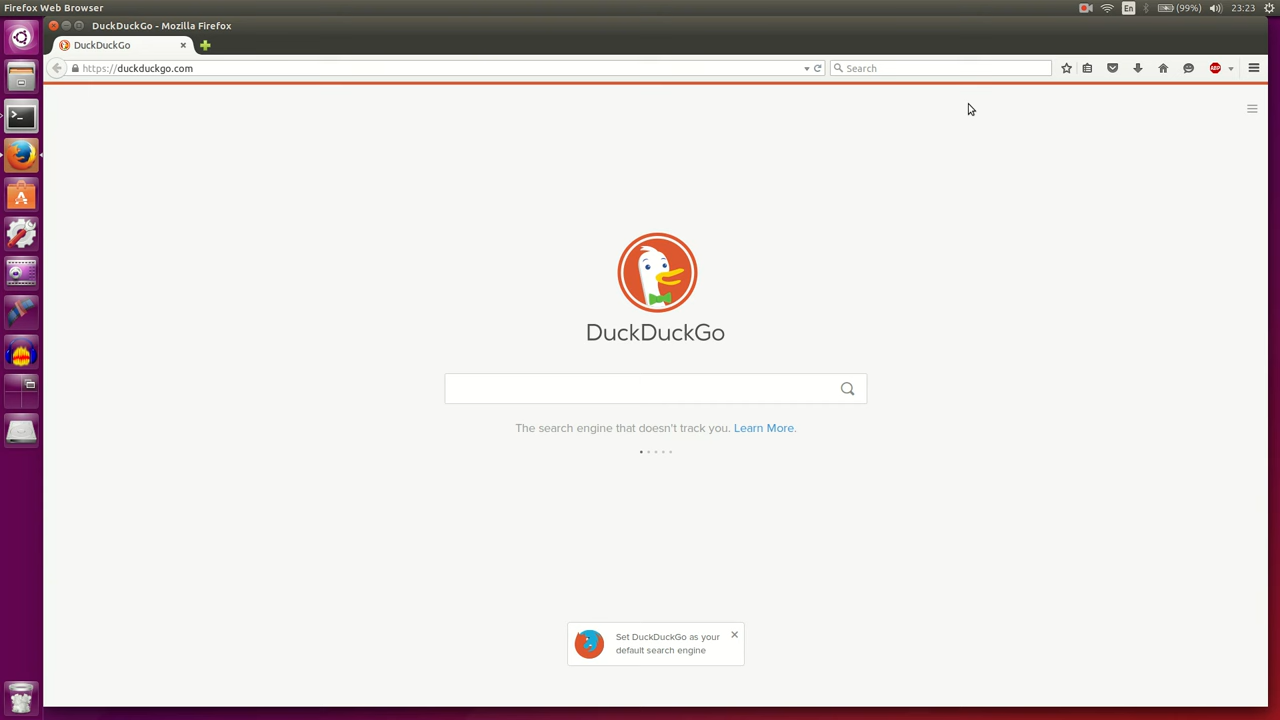 Firefox Web Browser
En
(99%)
23:23
DuckDuckGo - Mozilla Firefox
DuckDuckGo
https://duckduckgo.com
Search
ABP
DuckDuckGo
The search engine that doesn't track you. Learn More.
Set DuckDuckGo as your
default search engine